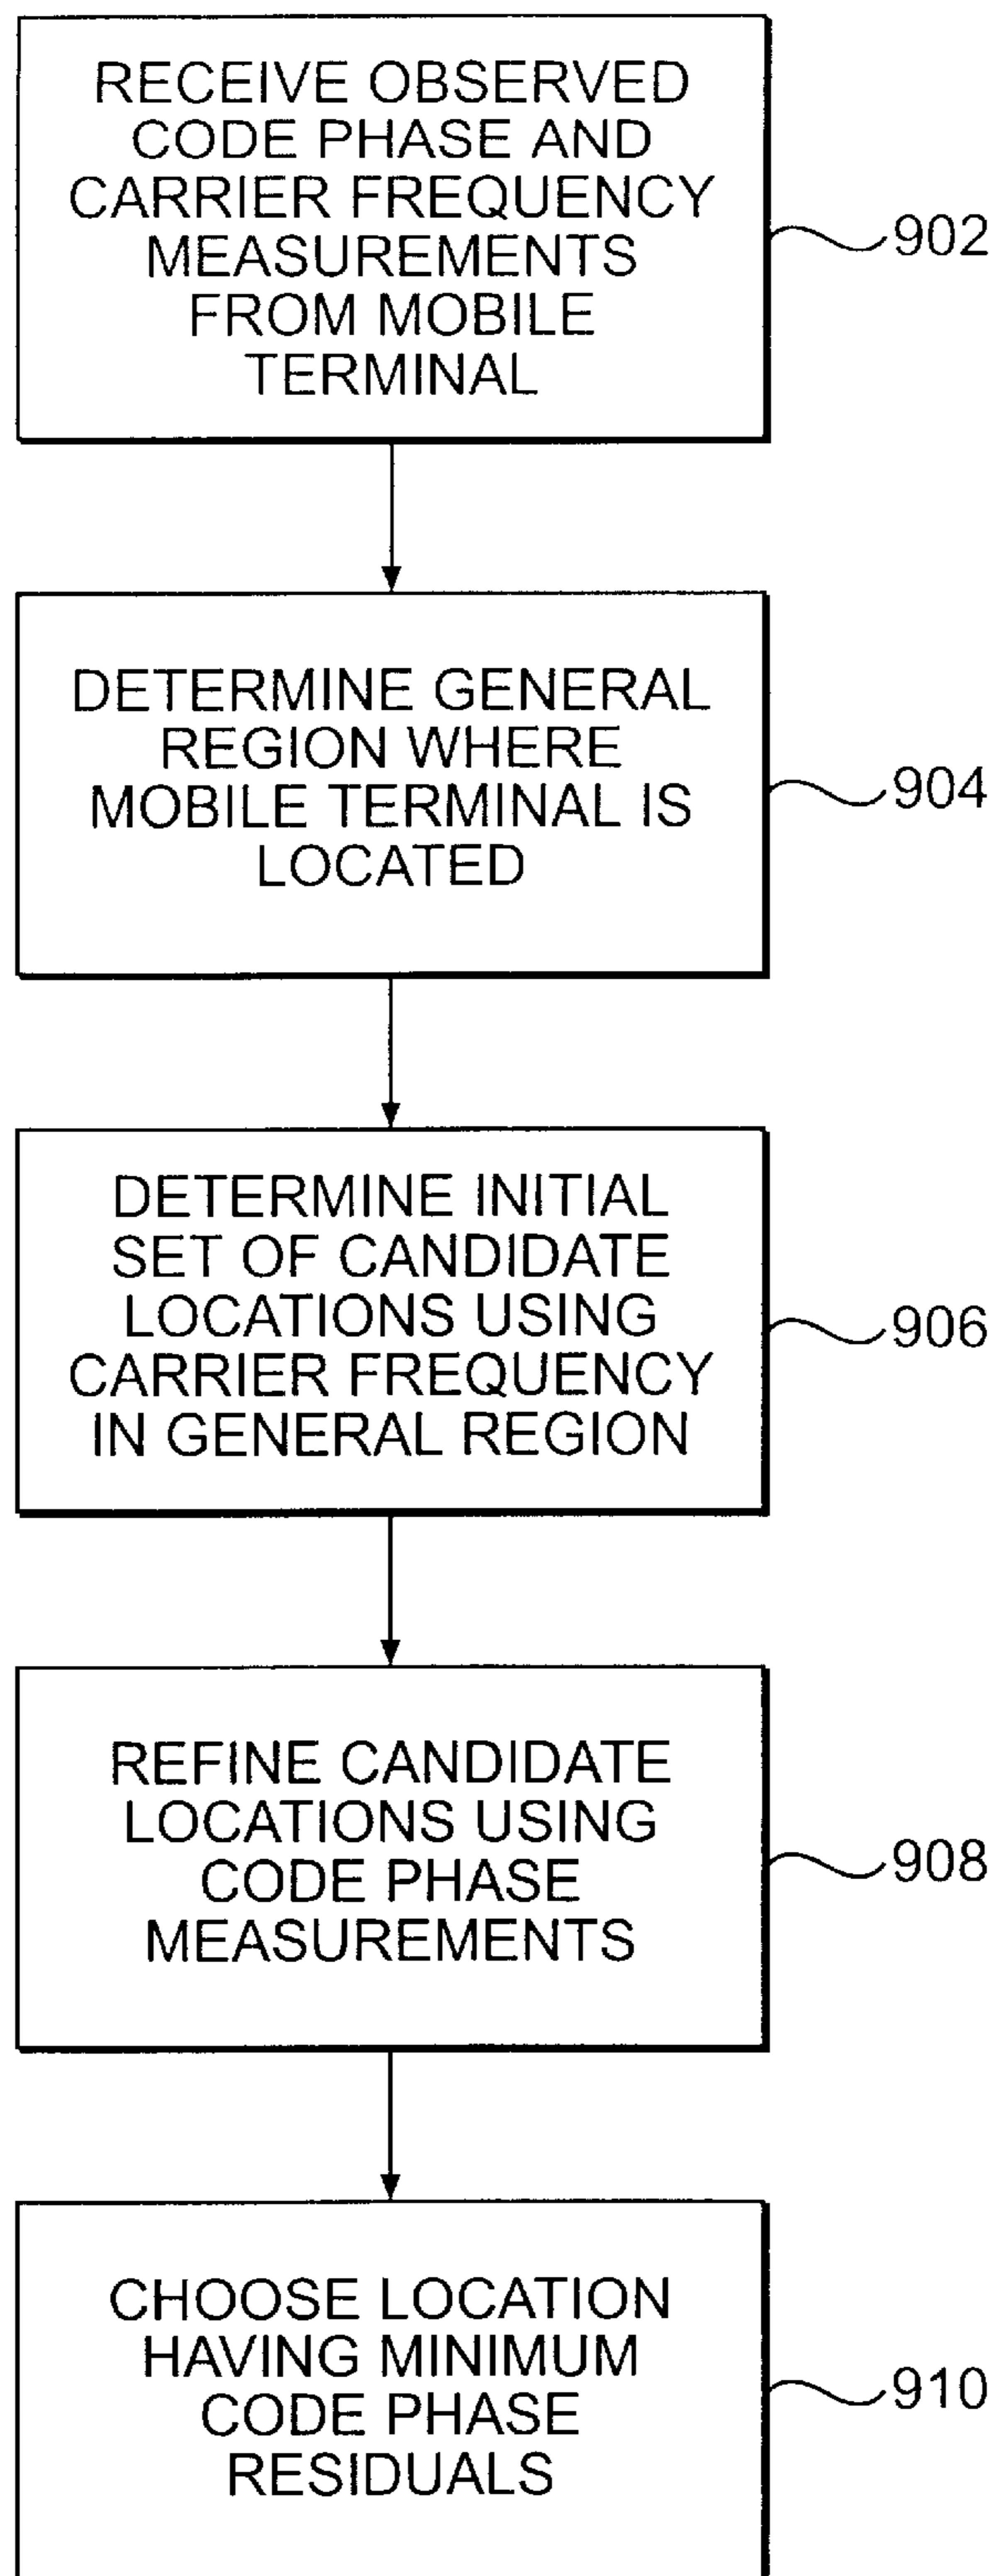 RECEIVE OBSERVED
CODE PHASE AND
CARRIER FREQUENCY
MEASUREMENTS
FROM MOBILE
TERMINAL
902
DETERMINE GENERAL
REGION WHERE
MOBILE TERMINAL IS
LOCATED
904
DETERMINE INITIAL
SET OF CANDIDATE
LOCATIONS USING
CARRIER FREQUENCY
IN GENERAL REGION
906
REFINE CANDIDATE
LOCATIONS USING
CODE PHASE
MEASUREMENTS
908
CHOOSE LOCATION
HAVING MINIMUM
CODE PHASE
RESIDUALS
910